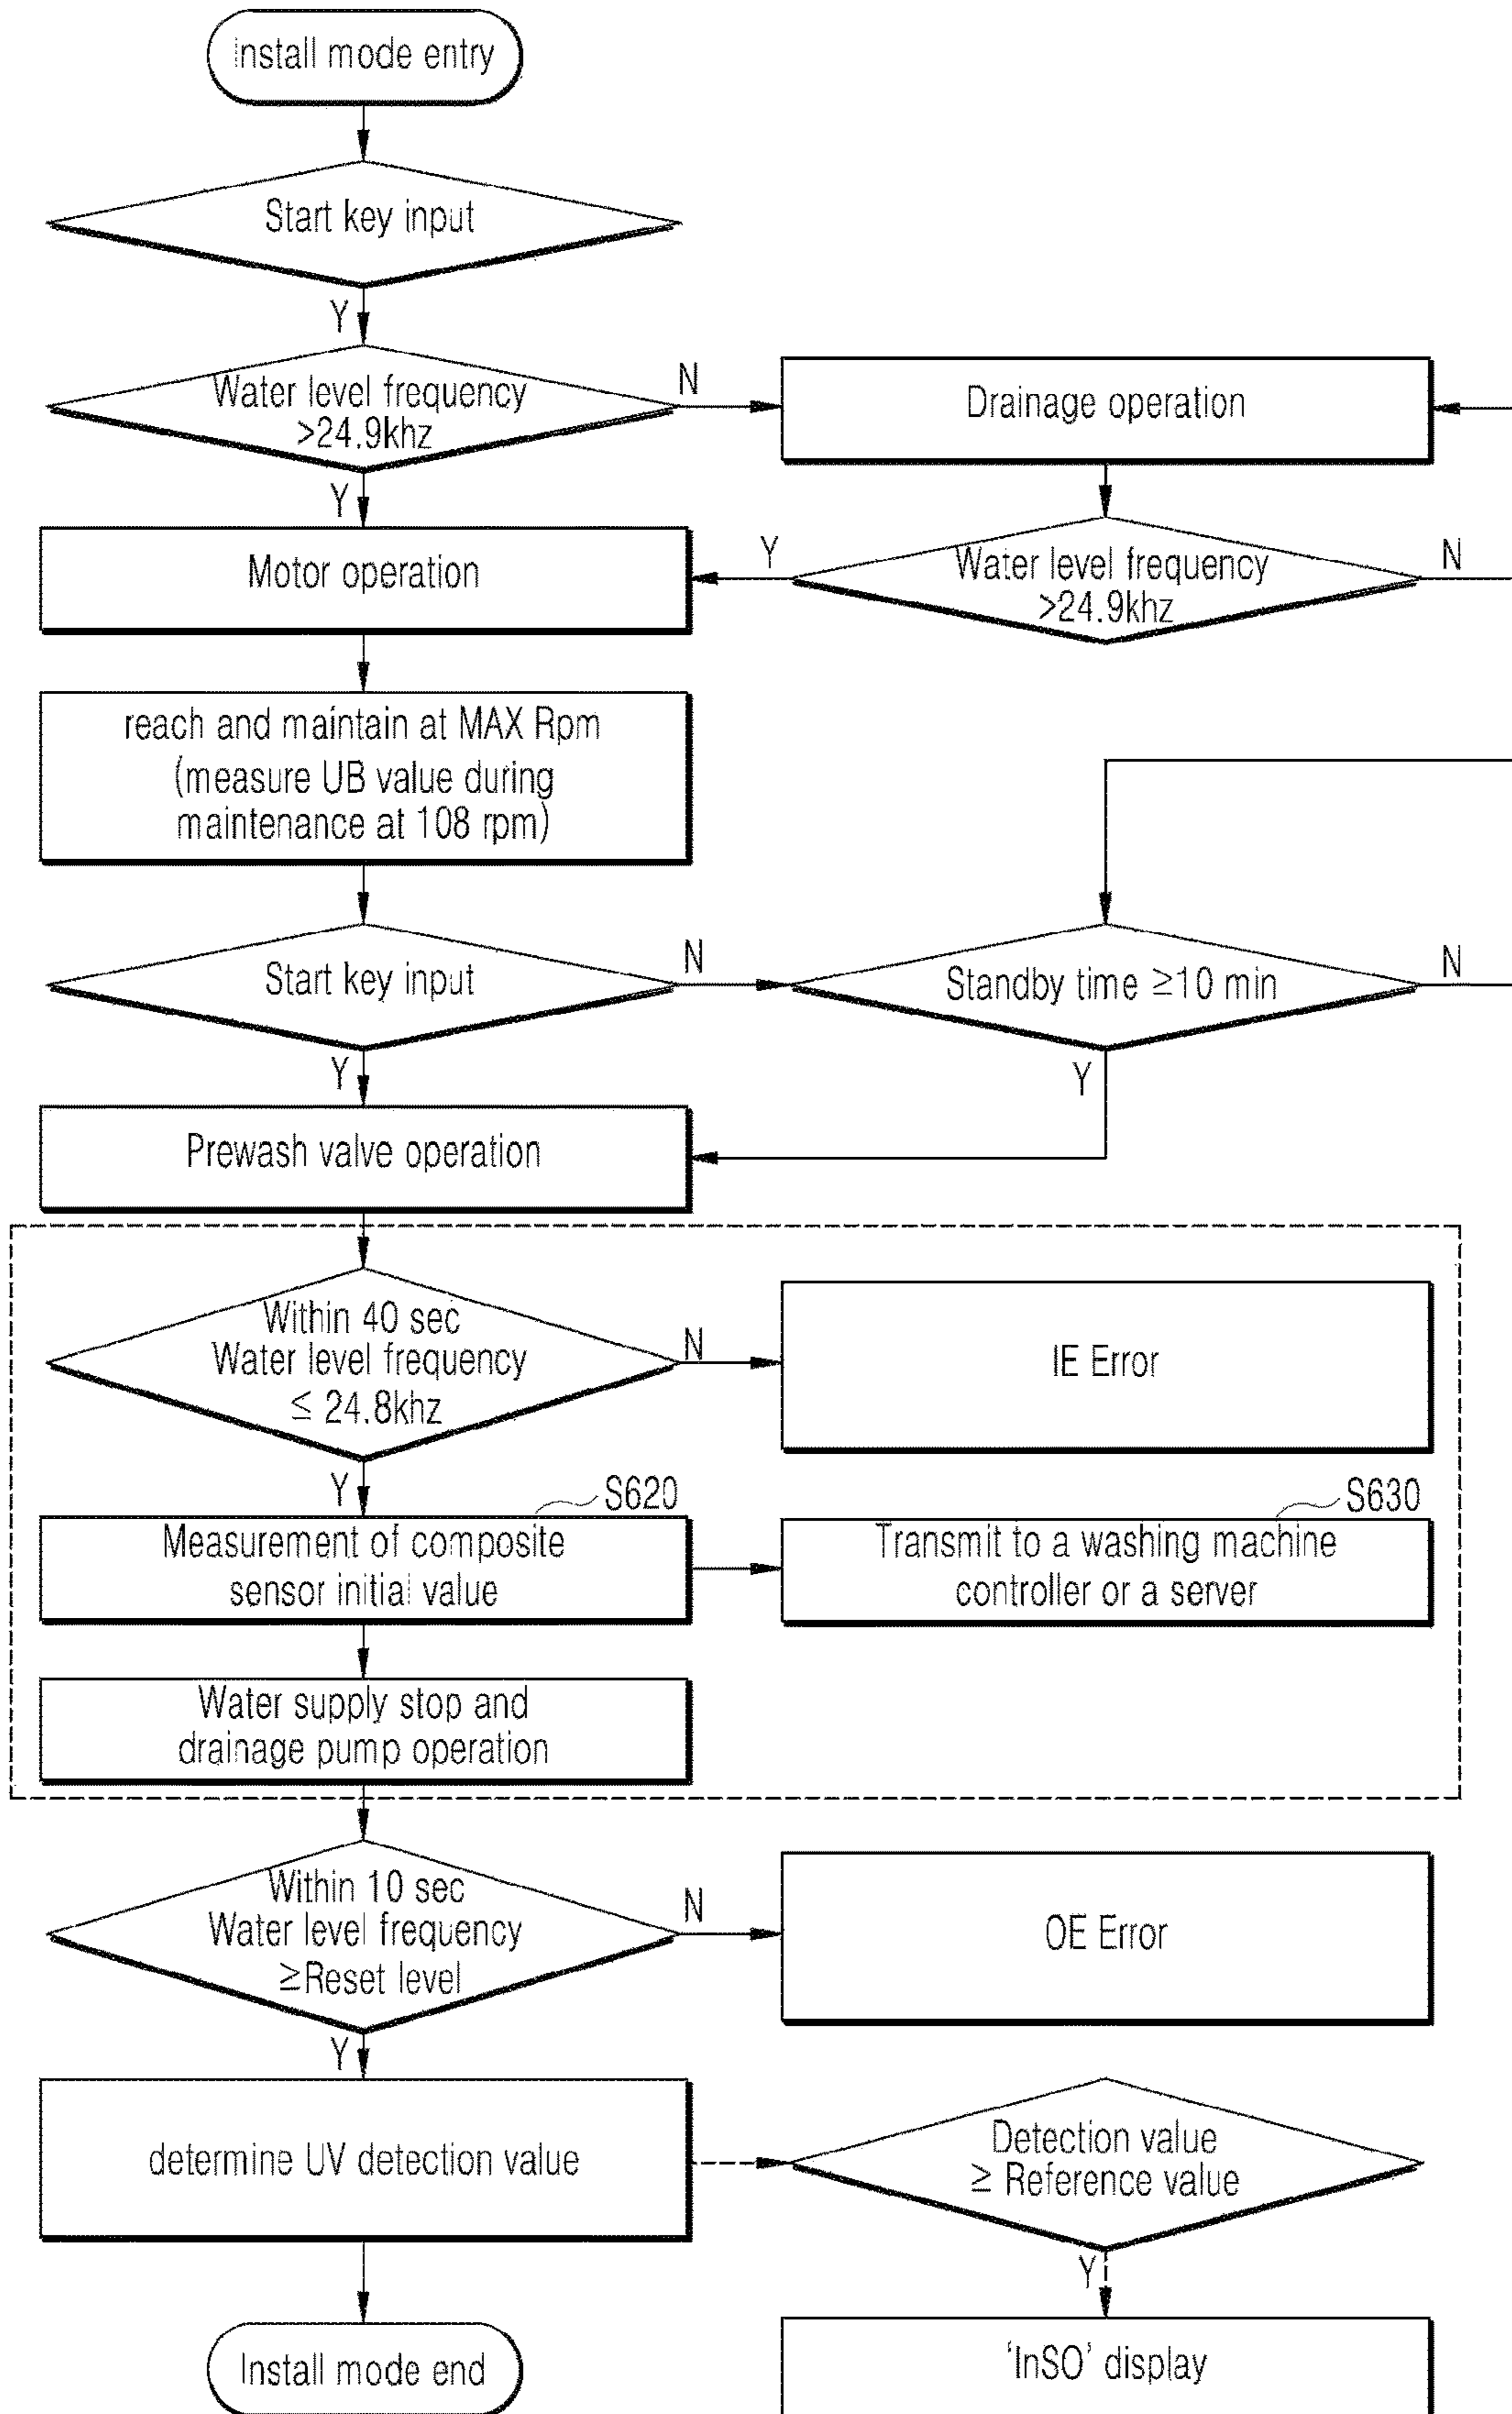 Install mode entry
Start key input
Y
Water level frequency
>24.9khz
N
Drainage operation
Y
Motor operation
Y
Water level frequency
>24.9khz
N
reach and maintain at MAX Rpm
(measure UB value during
maintenance at 108 rpm)
Start key input
N
Standby time ≥10 min
N
Y
Y
Prewash valve operation
Within 40 sec
Water level frequency
≤ 24.8khz
N
IE Error
Y
S620
Measurement of composite
sensor initial value
S630
Transmit to a washing machine
controller or a server
Water supply stop and
drainage pump operation
Within 10 sec
Water level frequency
≥Reset level
N
OE Error
Y
determine UV detection value
Detection value
≥ Reference value
Y
Install mode end
'InSO' display